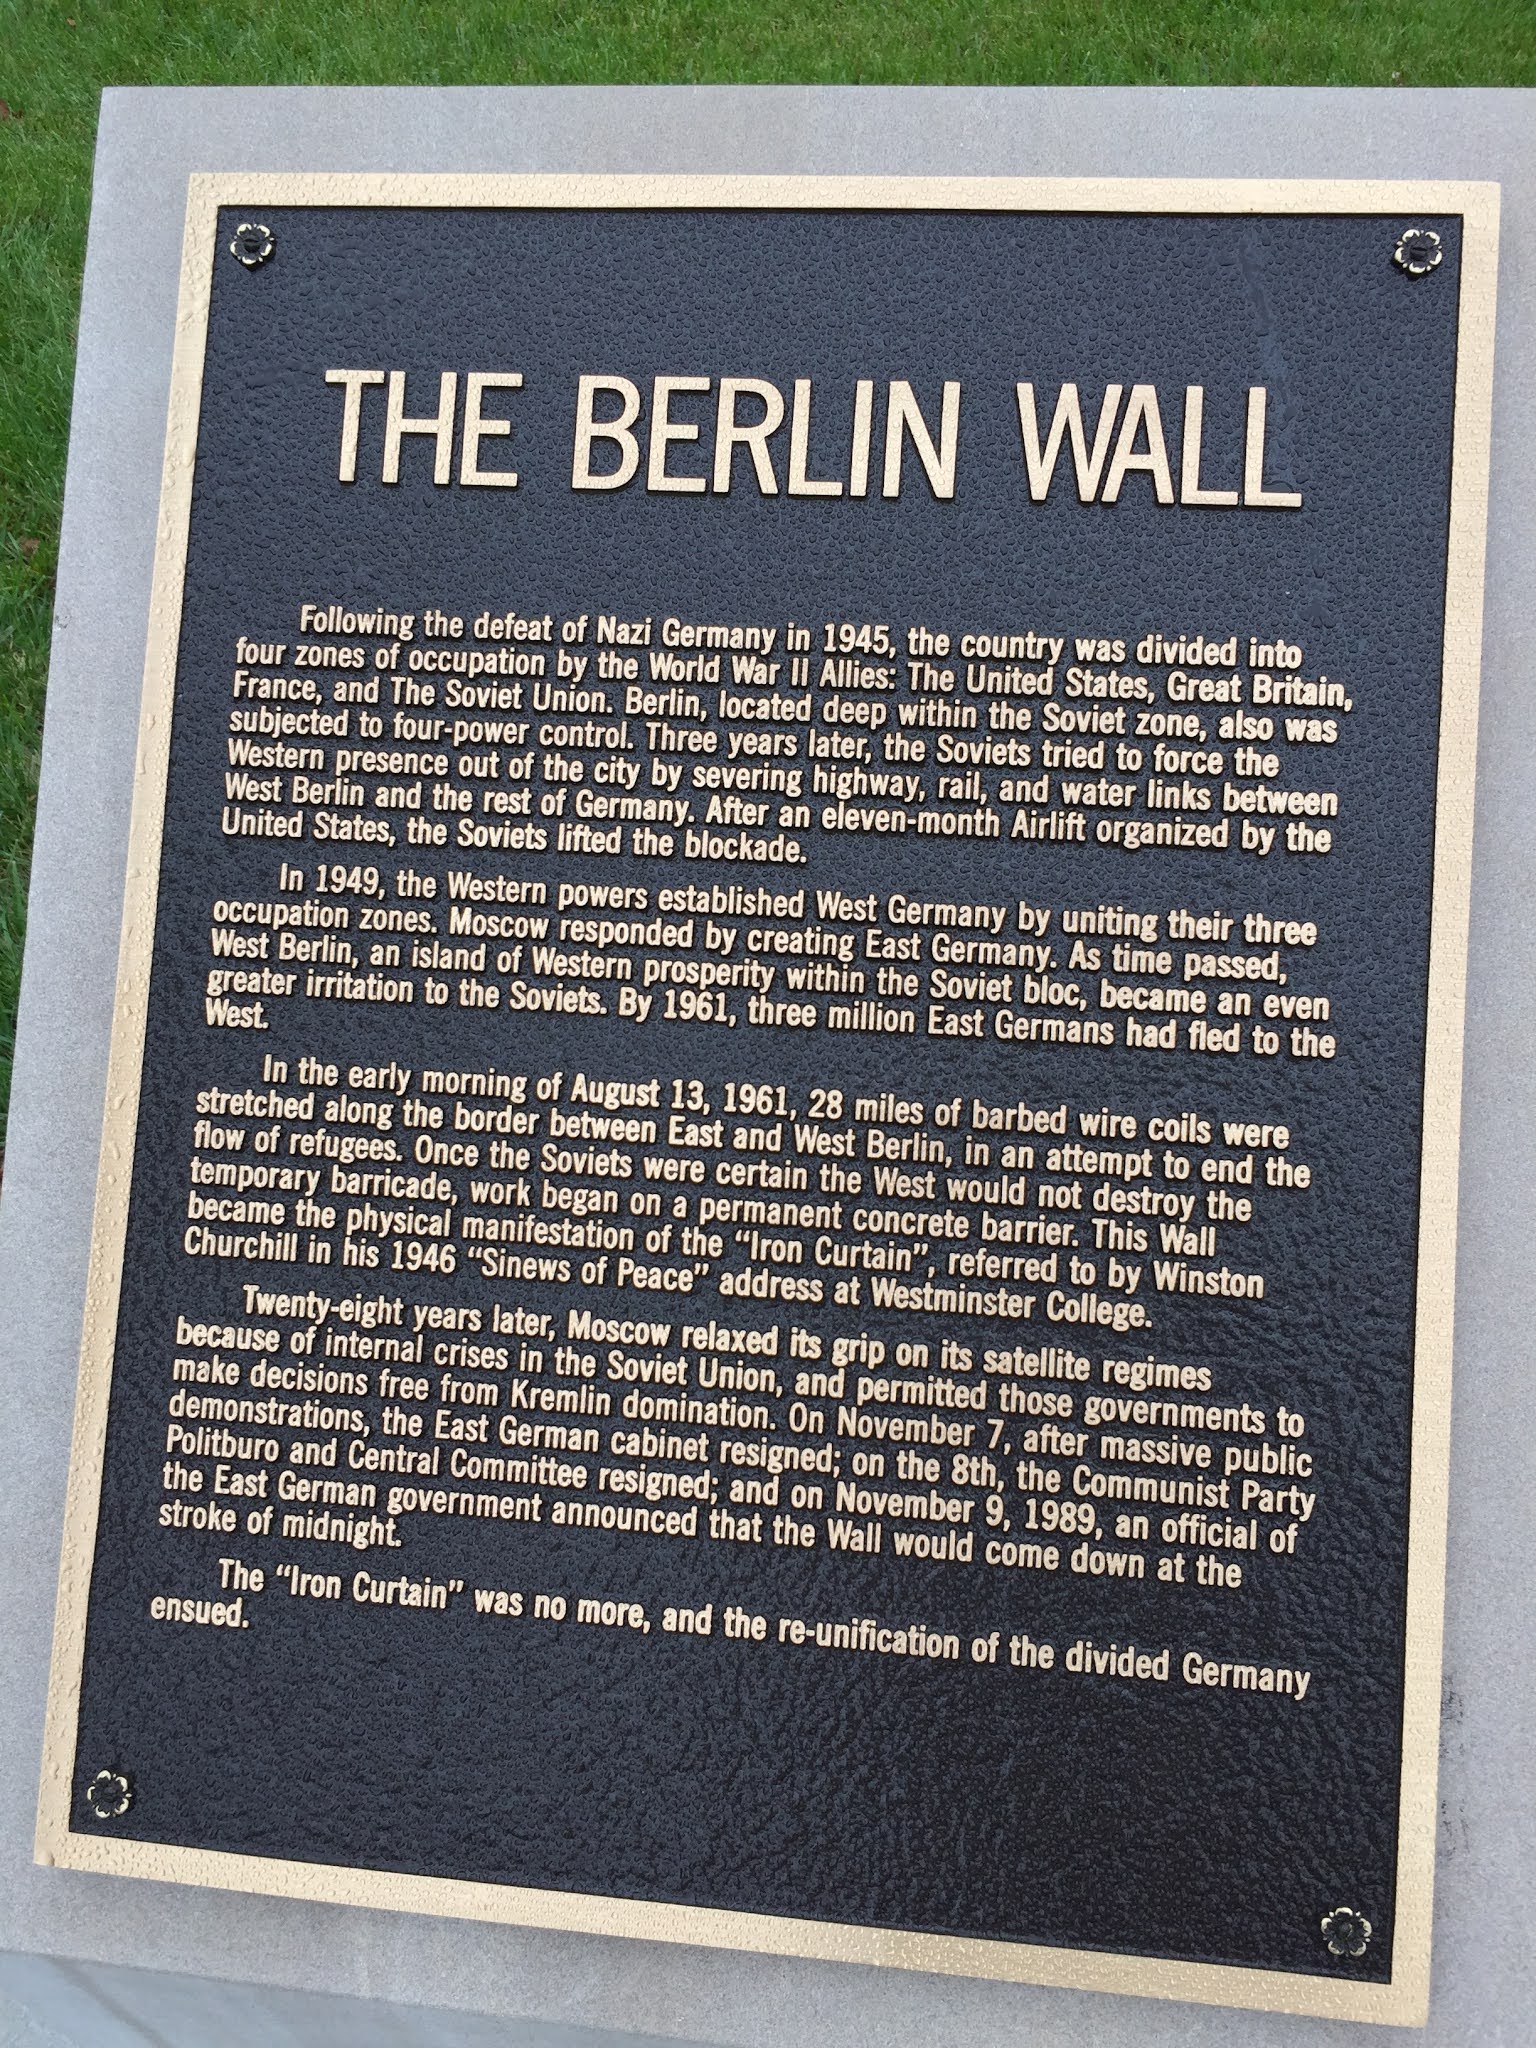 THE BERLIN WALL
Following the defeat of Nazi Germany in 1945, the country was divided into
four zones of occupation by the World War II Allies: The United States, Great Britain,
France, and The Soviet Union. Berlin, located deep within the Soviet zone, also was
subjected to four-power control. Three years later, the Soviets tried to force the
Western presence out of the city by severing highway, rail, and water links between
West Berlin and the rest of Germany. After an eleven-month Airlift organized by the
United States, the Soviets lifted the blockade.
In 1949, the Western powers established West Germany by uniting their three
occupation zones. Moscow responded by creating East Germany. As time passed,
West Berlin, an island of Western prosperity within the Soviet bloc, became an even
greater irritation to the Soviets. By 1961, three million East Germans had fled to the
West.
In the early morning of August 13, 1961, 28 miles of barbed wire coils were
stretched along the border between East and West Berlin, in an attempt to end the
flow of refugees. Once the Soviets were certain the West would not destroy the
temporary barricade, work began on a permanent concrete barrier. This Wall
became the physical manifestation of the “Iron Curtain”, referred to by Winston
Churchill in his 1946 “Sinews of Peace” address at Westminster College.
Twenty-eight years later, Moscow relaxed its grip on its satellite regimes
because of internal crises in the Soviet Union, and permitted those governments to
make decisions free from Kremlin domination. On November 7, after massive public
demonstrations, the East German cabinet resigned; on the 8th, the Communist Party
Politburo and Central Committee resigned; and on November 9, 1989, an official of
the East German government announced that the Wall would come down at the
stroke of midnight.
The “Iron Curtain” was no more, and the re-unification of the divided Germany
ensued.